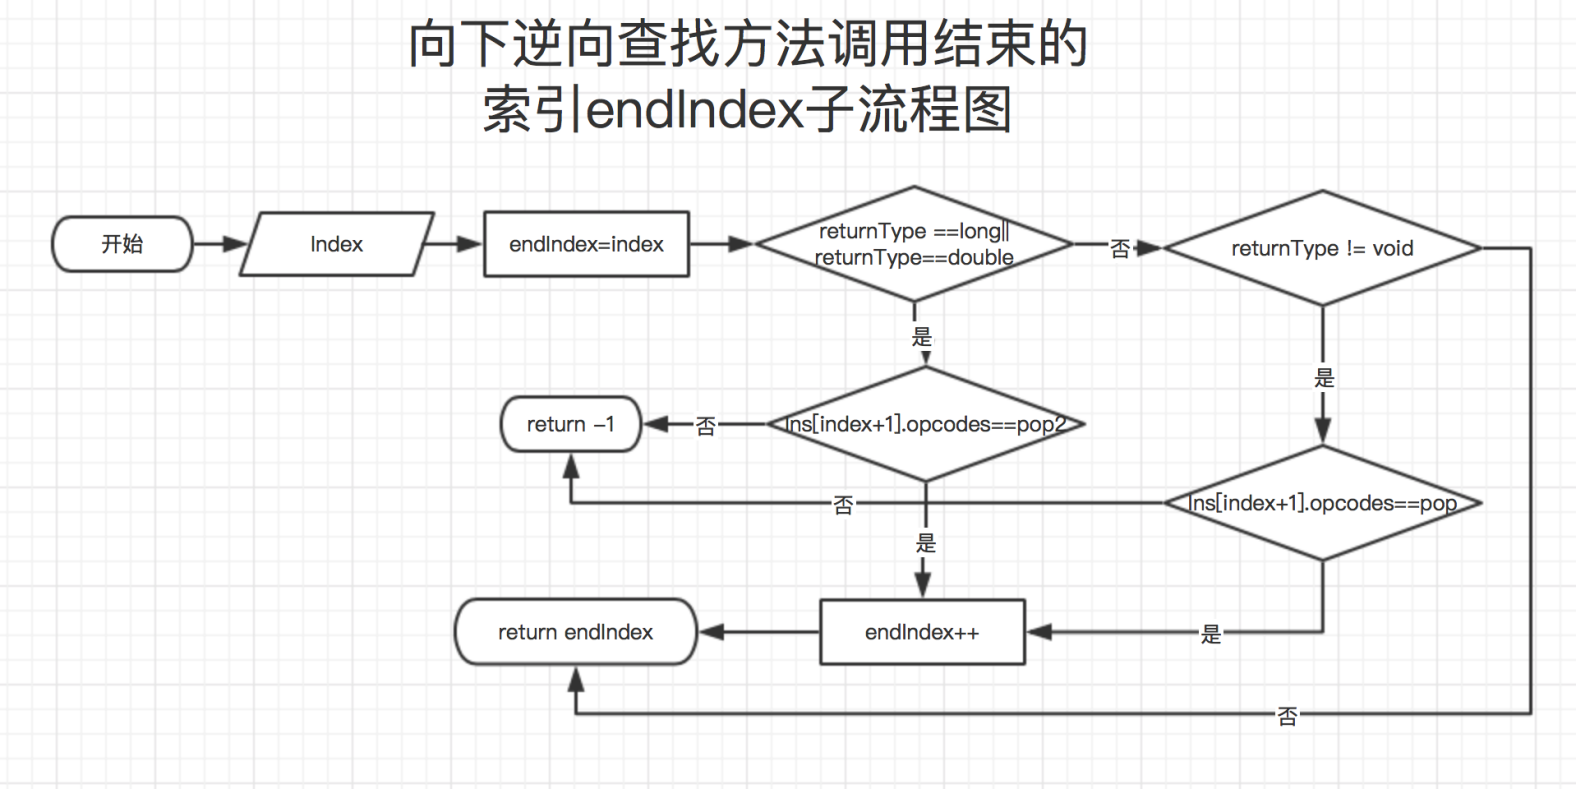 向下逆向查找方法调用结束的
索引endIndex子流程图
开始
Index
endIndex=index
returnType ==long||
returnType==double
否
returnType != void
是
是
return -1
否
Ins[index+1].opcodes==pop2
否
Ins[index+1].opcodes==pop
是
return endIndex
endIndex++
是
否